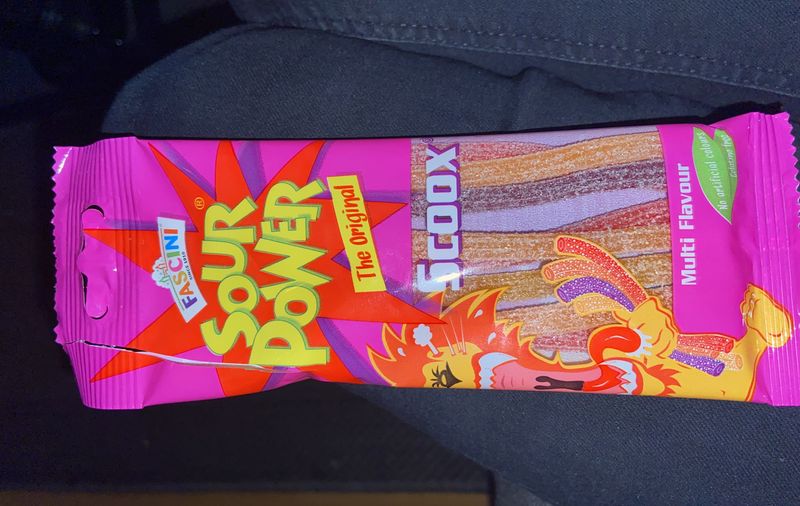 FASCINI
®
SOUR
POWER
The Original
Scoox
Multi Flavour
No artificial colours